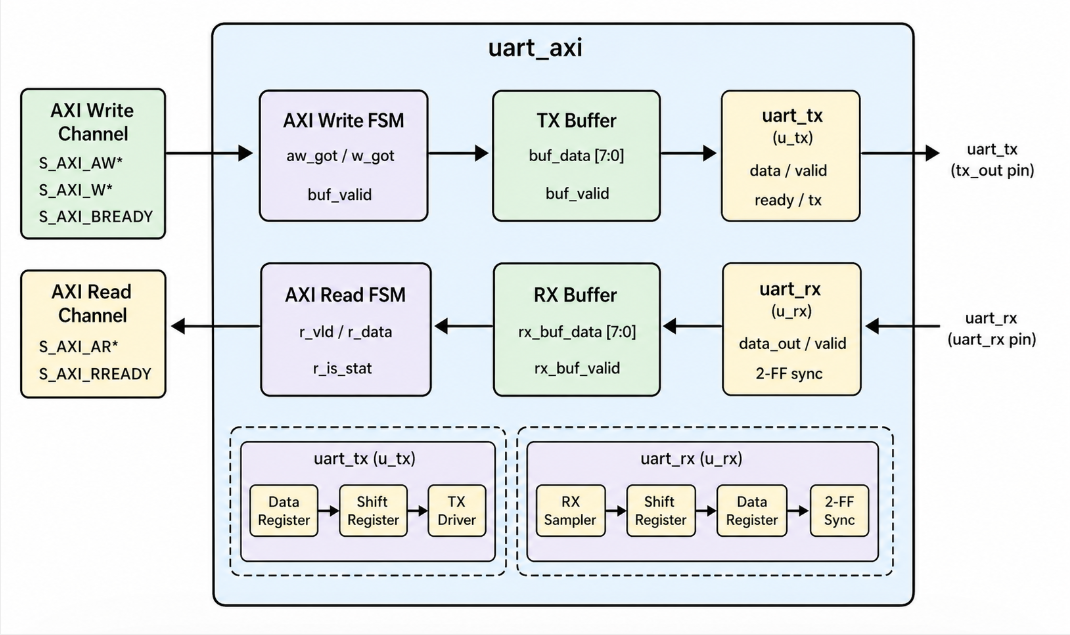 uart_axi
AXI Write
Channel
S_AXI_AW*
S_AXI_W*
S_AXI_BREADY
AXI Write FSM
aw_got / w_got
buf_valid
TX Buffer
buf_data [7:0]
buf_valid
uart_tx
(u_tx)
data / valid
ready / tx
uart_tx
(tx_out pin)
AXI Read
Channel
S_AXI_AR*
S_AXI_RREADY
AXI Read FSM
r_vld / r_data
r_is_stat
RX Buffer
rx_buf_data [7:0]
rx_buf_valid
uart_rx
(u_rx)
data_out / valid
2-FF sync
uart_rx
(uart_rx pin)
uart_tx (u_tx)
Data
Register
Shift
Register
TX
Driver
uart_rx (u_rx)
RX
Sampler
Shift
Register
Data
Register
2-FF
Sync